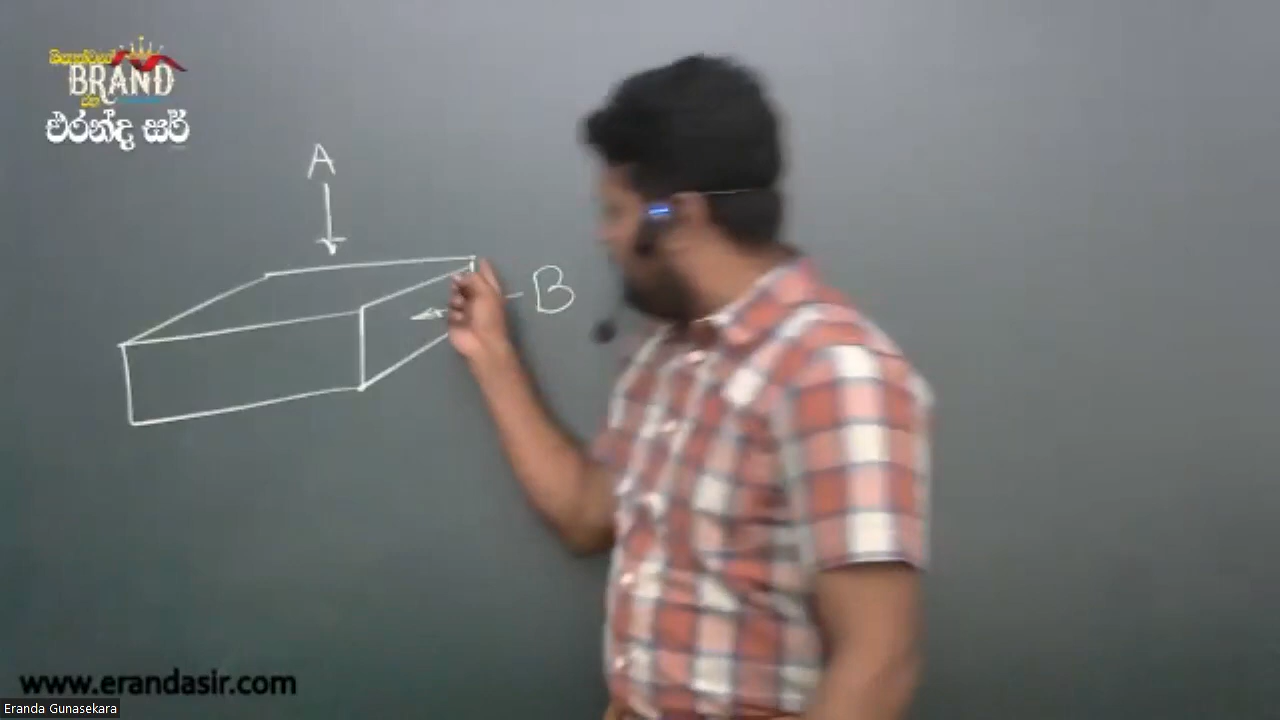 BRAND
එරන්ද සර්
A
B
www.erandasir.com
Eranda Gunasekara